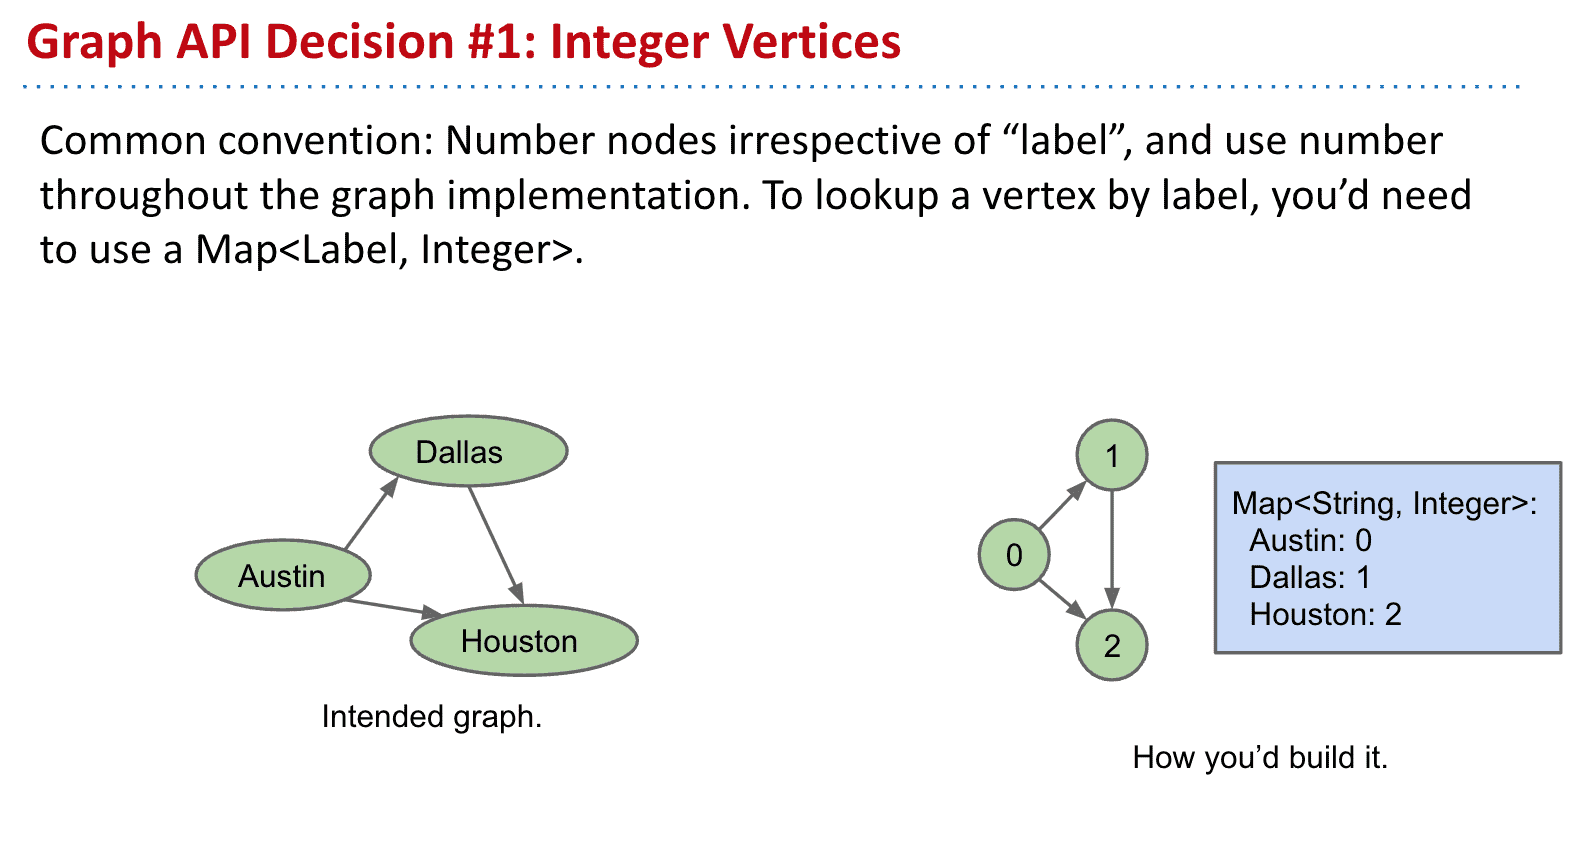 Graph API Decision #1: Integer Vertices
Common convention: Number nodes irrespective of “label”, and use number
throughout the graph implementation. To lookup a vertex by label, you’d need
to use a Map<Label, Integer>.
Dallas
Austin
Houston
Intended graph.
1
0
2
Map<String, Integer>:
Austin: 0
Dallas: 1
Houston: 2
How you’d build it.